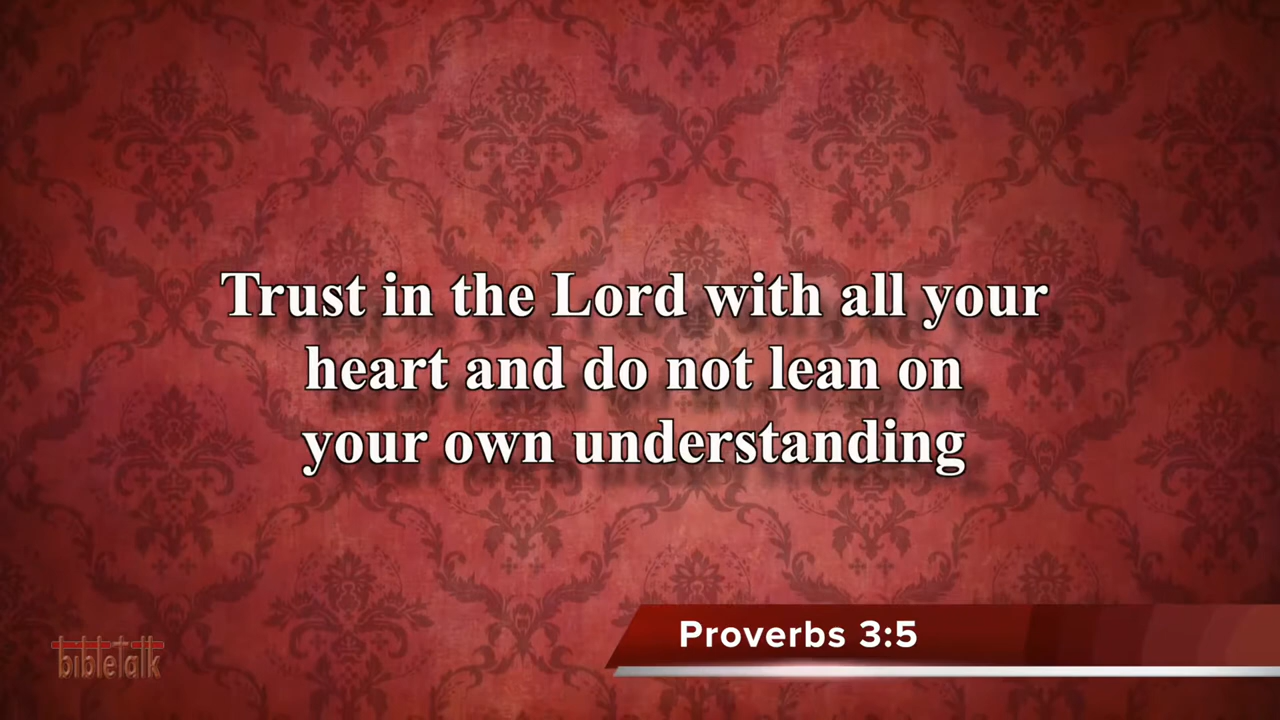 Trust in the Lord with all your
heart and do not lean on
your own understanding
Proverbs 3:5
bibletalk